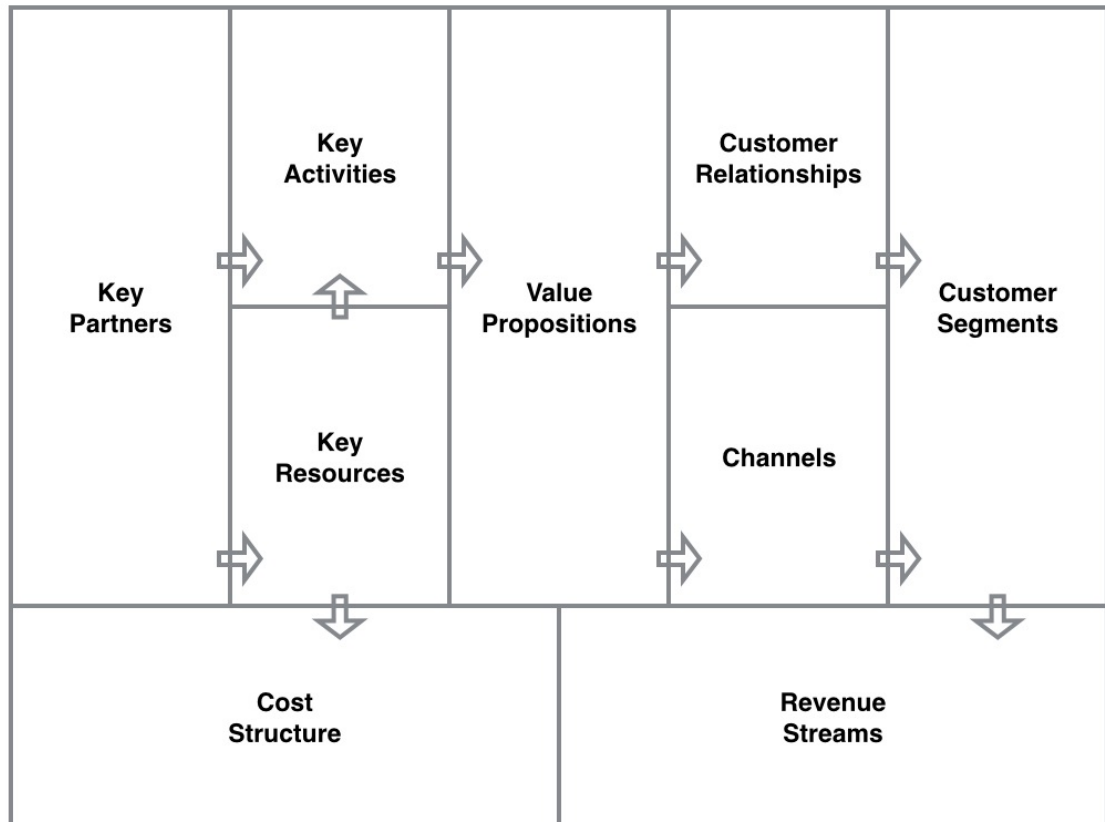 Key
Partners
Key
Activities
Key
Resources
Value
Propositions
Customer
Relationships
Channels
Customer
Segments
Cost
Structure
Revenue
Streams